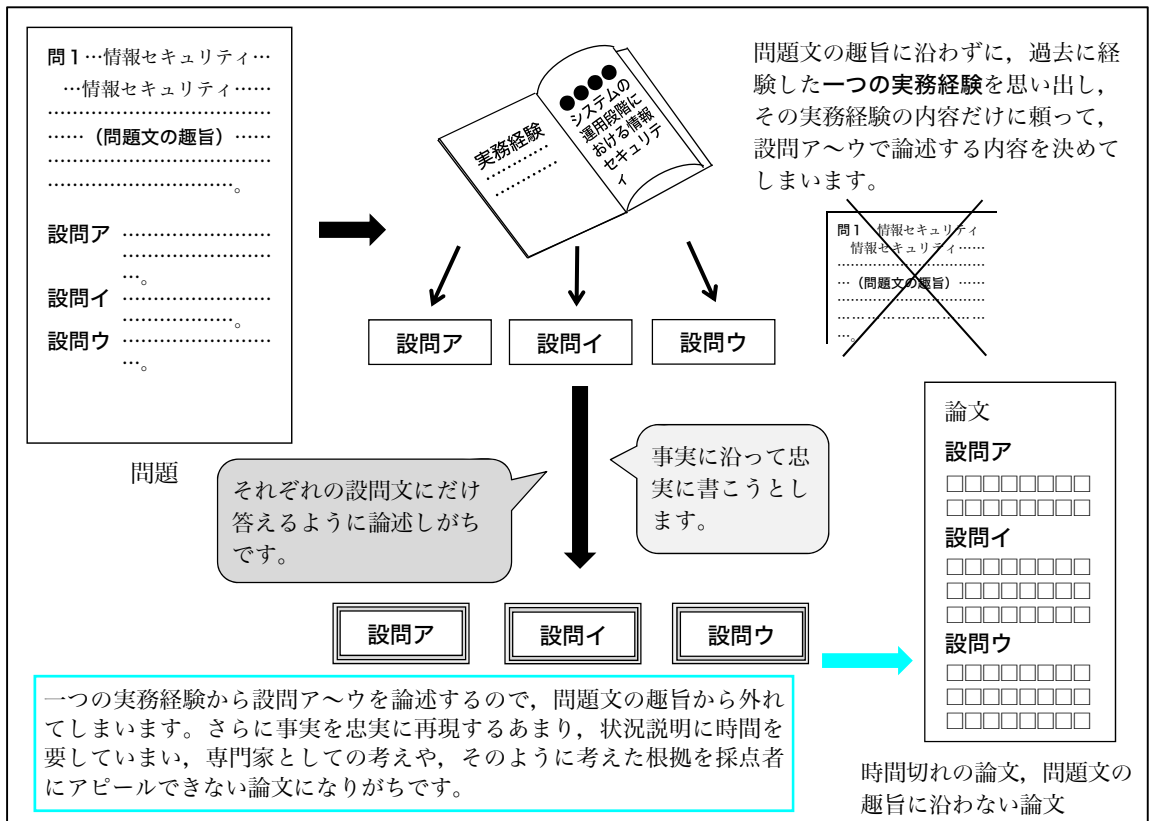 問1…情報セキュリティ…
…情報セキュリティ……
……………………………
……(問題文の趣旨)……
……………………………
…………………………。
設問ア ……………………
……………………
…。
設問イ ……………………
…………………。
設問ウ ……………………
…。
問題
実務経験
…………
…………
●●●●
システムの
運用段階に
おける情報
セキュリテ
ィ
問題文の趣旨に沿わずに，過去に経
験した一つの実務経験を思い出し，
その実務経験の内容だけに頼って，
設問ア～ウで論述する内容を決めて
しまいます。
問1 情報セキュリティ
情報セキュリティ……
……………………………
…(問題文の趣旨)……
……………………………
……………………………
…。
設問ア
設問イ
設問ウ
それぞれの設問文にだけ
答えるように論述しがち
です。
事実に沿って忠
実に書こうとし
ます。
設問ア
設問イ
設問ウ
一つの実務経験から設問ア～ウを論述するので，問題文の趣旨から外れ
てしまいます。さらに事実を忠実に再現するあまり，状況説明に時間を
要していまい，専門家としての考えや，そのように考えた根拠を採点者
にアピールできない論文になりがちです。
論文
設問ア
□□□□□□□□
□□□□□□□□
設問イ
□□□□□□□□
□□□□□□□□
□□□□□□□□
設問ウ
□□□□□□□□
□□□□□□□□
□□□□□□□□
時間切れの論文，問題文の
趣旨に沿わない論文